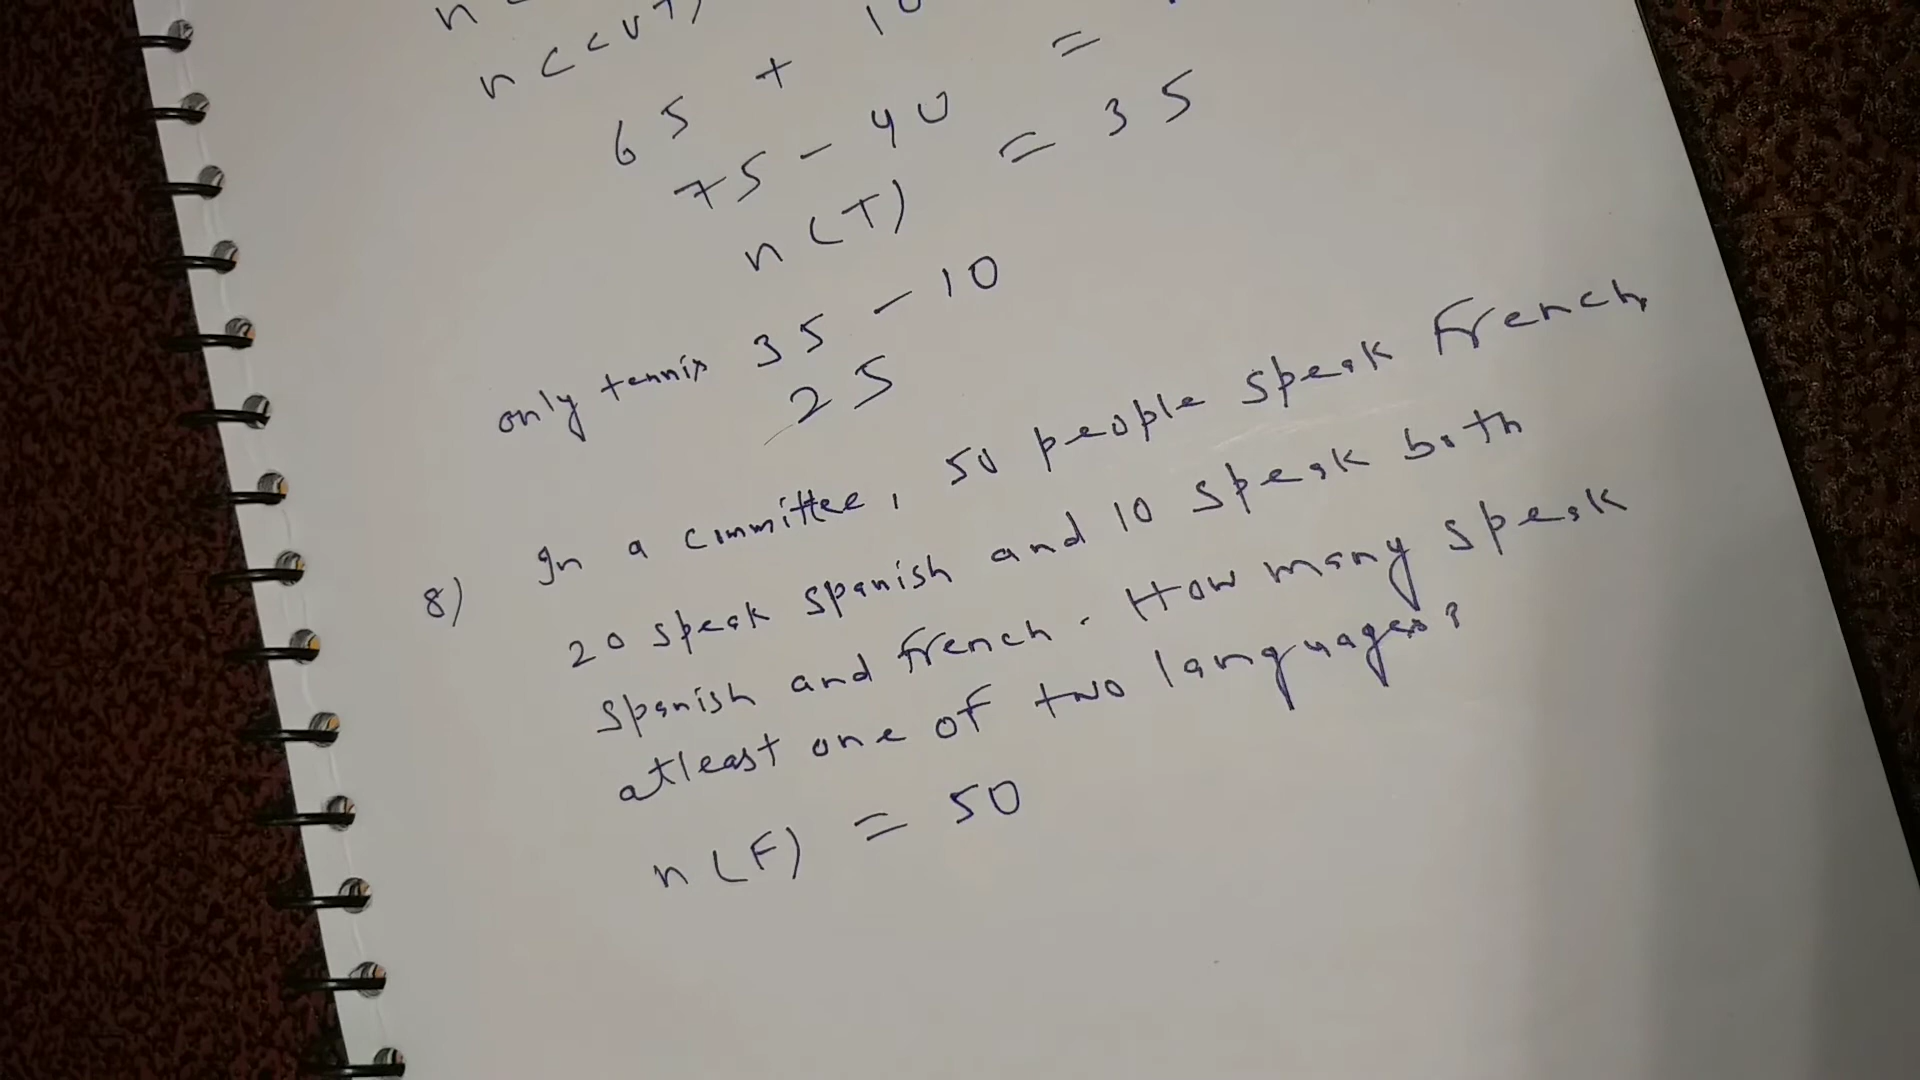 65 + 10 =
75 - 40 = 35
n(T)
only tennis 35 - 10
25
8) In a committee, 50 people speak French
20 speak spanish and 10 speak both
spanish and french. How many speak
atleast one of two languages?
n(F) = 50